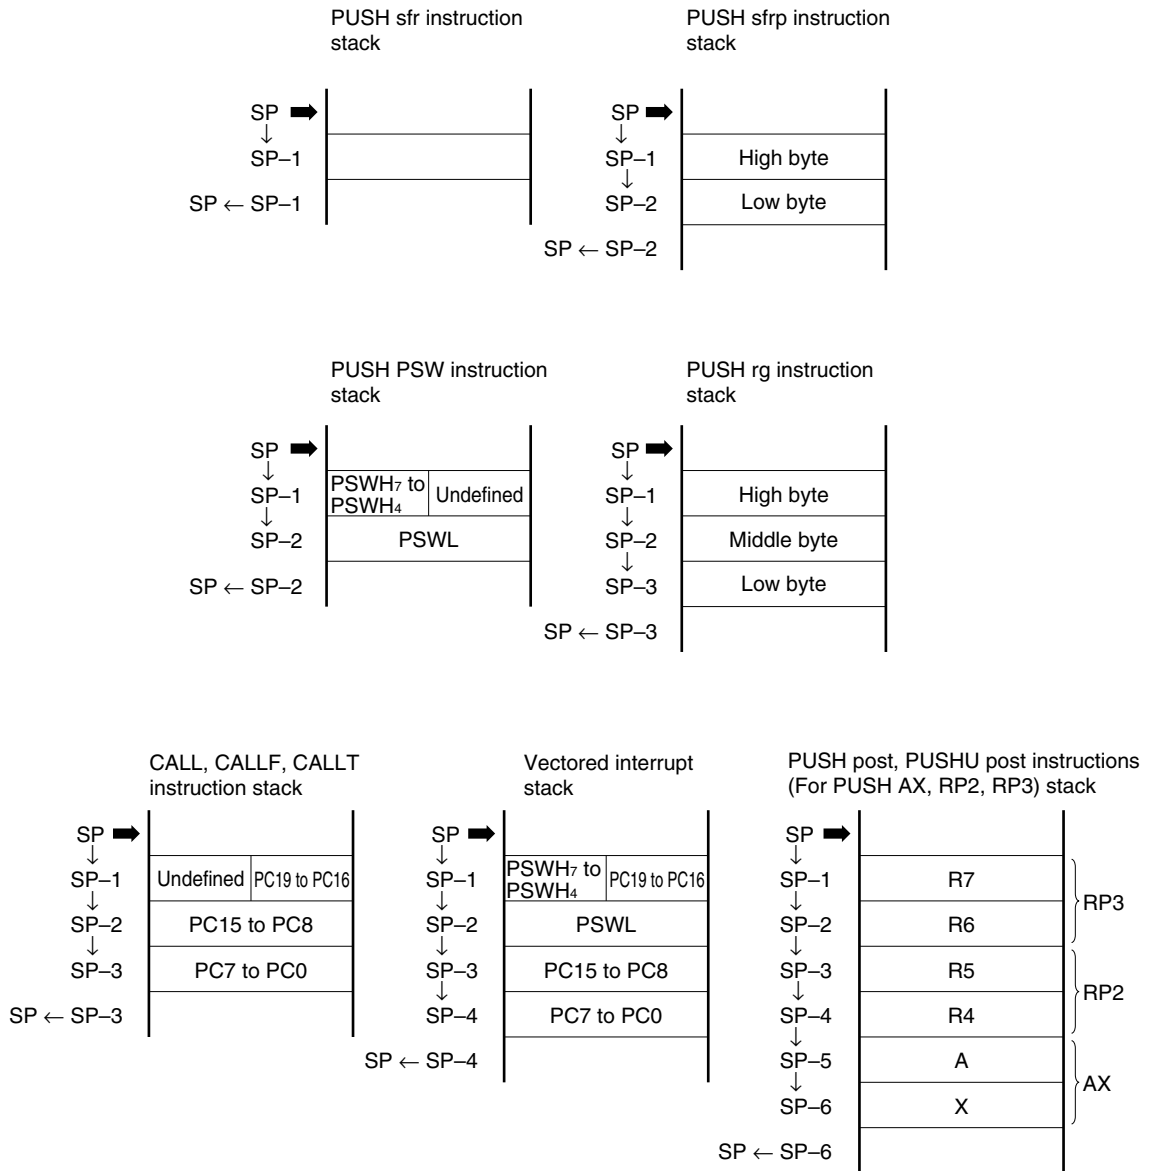 PUSH sfr instruction
stack
SP
↓
SP–1
SP ← SP–1
PUSH sfrp instruction
stack
SP
↓
SP–1
High byte
↓
SP–2
Low byte
SP ← SP–2
PUSH PSW instruction
stack
SP
↓
SP–1
PSWH7 to
PSWH4
Undefined
↓
SP–2
PSWL
SP ← SP–2
PUSH rg instruction
stack
SP
↓
SP–1
High byte
↓
SP–2
Middle byte
↓
SP–3
Low byte
SP ← SP–3
CALL, CALLF, CALLT
instruction stack
SP
↓
SP–1
Undefined
PC19 to PC16
↓
SP–2
PC15 to PC8
↓
SP–3
PC7 to PC0
SP ← SP–3
Vectored interrupt
stack
SP
↓
SP–1
PSWH7 to
PSWH4
PC19 to PC16
↓
SP–2
PSWL
↓
SP–3
PC15 to PC8
↓
SP–4
PC7 to PC0
SP ← SP–4
PUSH post, PUSHU post instructions
(For PUSH AX, RP2, RP3) stack
SP
↓
SP–1
R7
↓
SP–2
R6
RP3
↓
SP–3
R5
↓
SP–4
R4
RP2
↓
SP–5
A
↓
SP–6
X
AX
SP ← SP–6